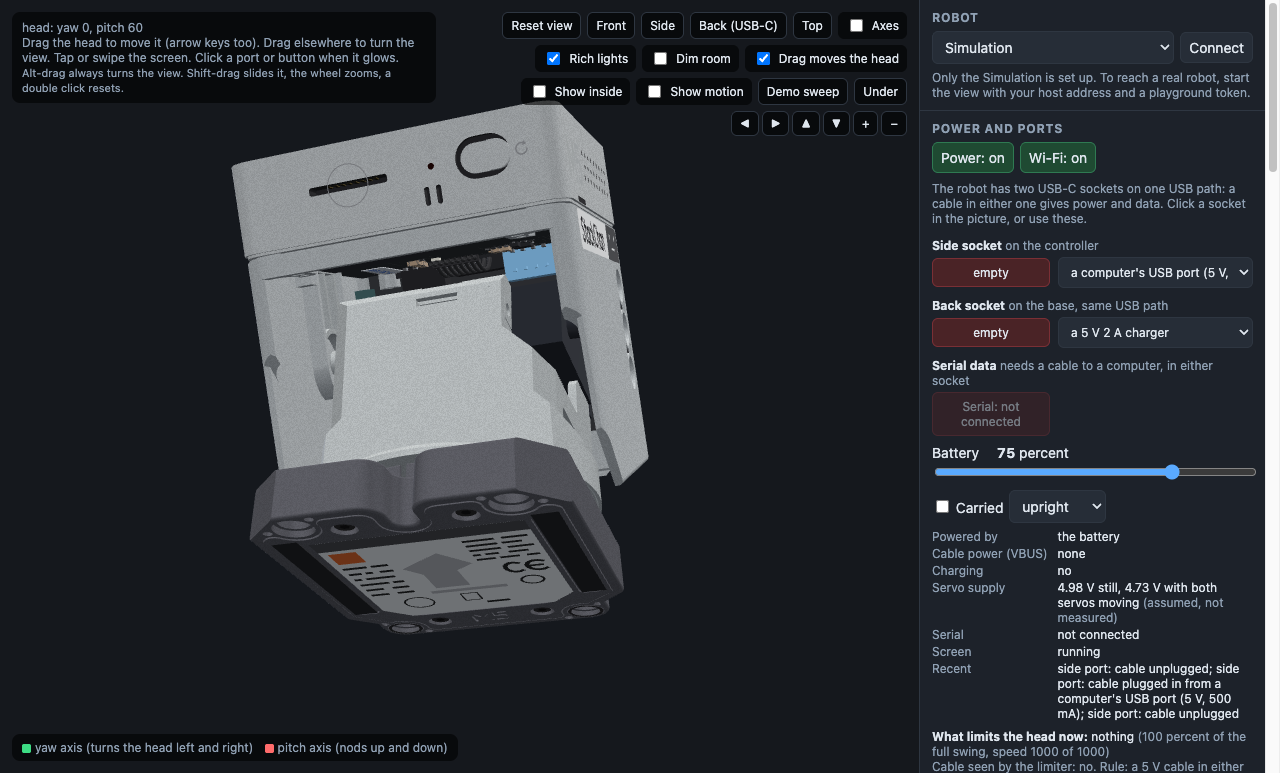 head: yaw 0, pitch 60
Drag the head to move it (arrow keys too). Drag elsewhere to turn the
view. Tap or swipe the screen. Click a port or button when it glows.
Alt-drag always turns the view. Shift-drag slides it, the wheel zooms, a
double click resets.
Reset view Front Side Back (USB-C) Top Axes
Rich lights Dim room Drag moves the head
Show inside Show motion Demo sweep Under
◀ ▶ ▲ ▼ + −
CE
yaw axis (turns the head left and right) pitch axis (nods up and down)
ROBOT
Simulation Connect
Only the Simulation is set up. To reach a real robot, start
the view with your host address and a playground token.
POWER AND PORTS
Power: on Wi-Fi: on
The robot has two USB-C sockets on one USB path: a
cable in either one gives power and data. Click a socket
in the picture, or use these.
Side socket on the controller
empty a computer's USB port (5 V,
Back socket on the base, same USB path
empty a 5 V 2 A charger
Serial data needs a cable to a computer, in either
socket
Serial: not
connected
Battery 75 percent
Carried upright
Powered by the battery
Cable power (VBUS) none
Charging no
Servo supply 4.98 V still, 4.73 V with both
servos moving (assumed, not
measured)
Serial not connected
Screen running
Recent side port: cable unplugged; side
port: cable plugged in from a
computer's USB port (5 V, 500
mA); side port: cable unplugged
What limits the head now: nothing (100 percent of the
full swing, speed 1000 of 1000)
Cable seen by the limiter: no. Rule: a 5 V cable in either